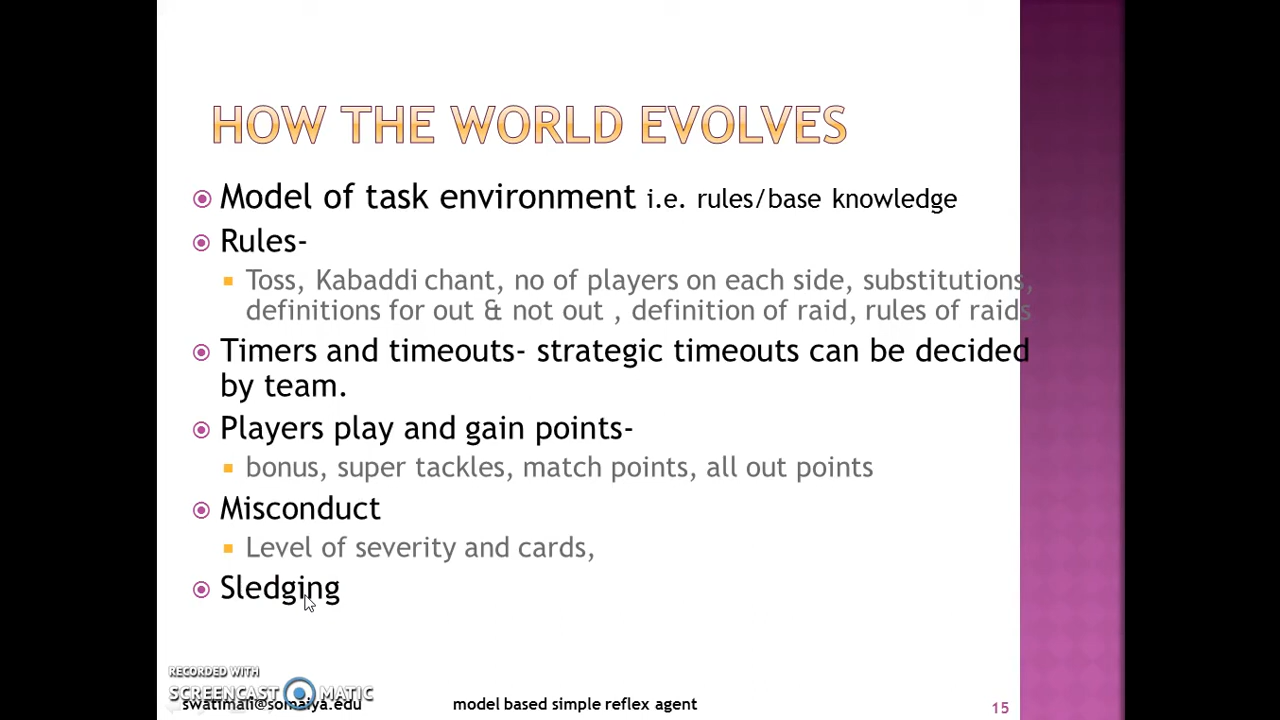 HOW THE WORLD EVOLVES
Model of task environment i.e. rules/base knowledge
Rules-
Toss, Kabaddi chant, no of players on each side, substitutions,
definitions for out & not out , definition of raid, rules of raids
Timers and timeouts- strategic timeouts can be decided
by team.
Players play and gain points-
bonus, super tackles, match points, all out points
Misconduct
Level of severity and cards,
Sledging
RECORDED WITH
SCREENCAST MATIC
swatimali@somaiya.edu
model based simple reflex agent
15